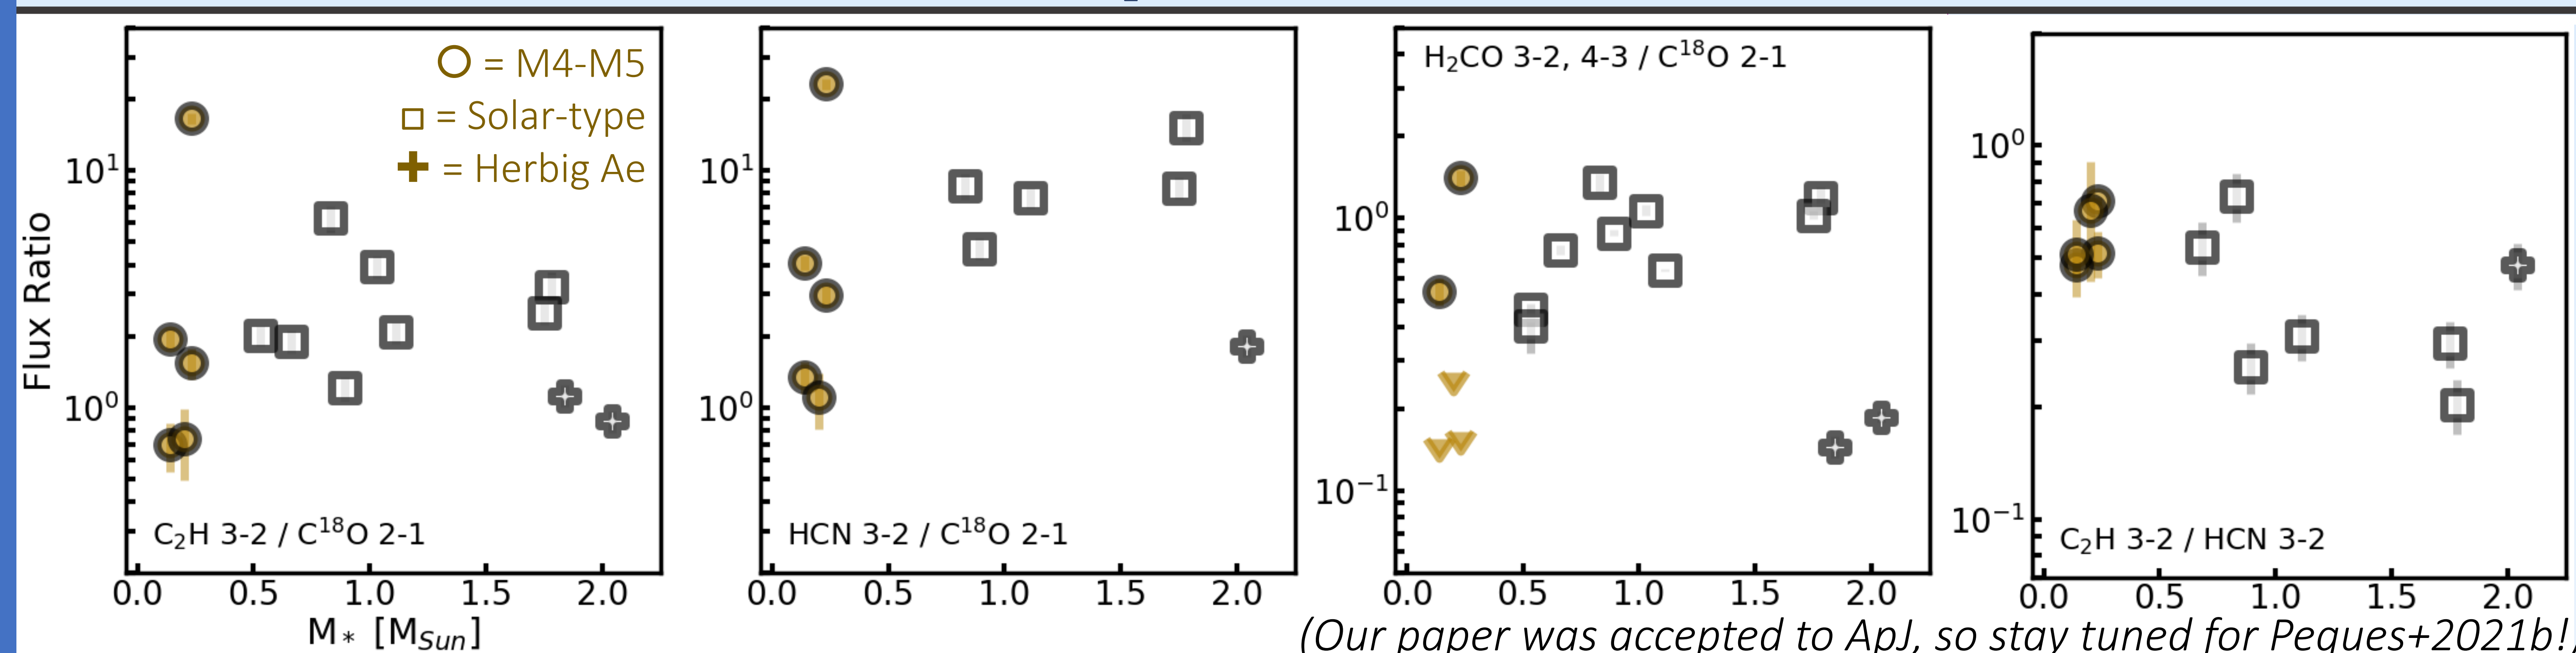 ○ = M4-M5
□ = Solar-type
✚ = Herbig Ae
Flux Ratio
10¹
10⁰
C₂H 3-2 / C¹⁸O 2-1
0.0 0.5 1.0 1.5 2.0
M* [M_Sun]
10¹
10⁰
HCN 3-2 / C¹⁸O 2-1
0.0 0.5 1.0 1.5 2.0
H₂CO 3-2, 4-3 / C¹⁸O 2-1
10⁰
10⁻¹
0.0 0.5 1.0 1.5 2.0
10⁰
10⁻¹
C₂H 3-2 / HCN 3-2
0.0 0.5 1.0 1.5 2.0
(Our paper was accepted to ApJ, so stay tuned for Pegues+2021b!